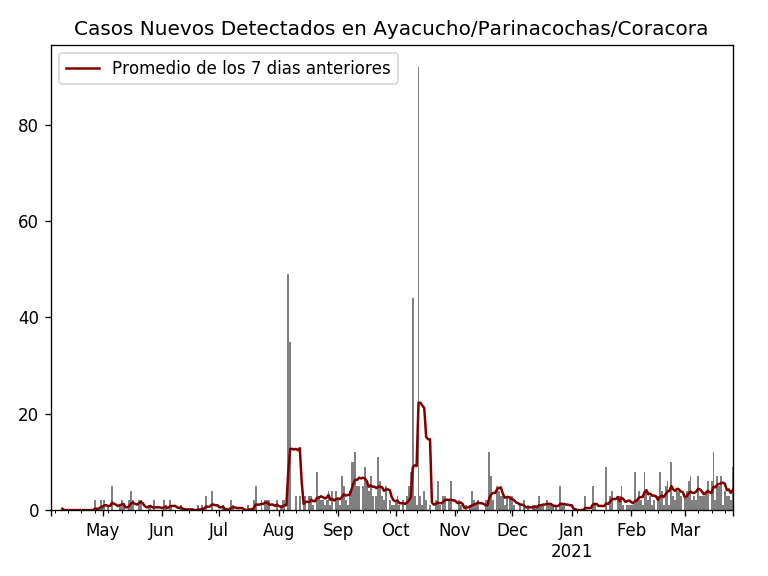 Casos Nuevos Detectados en Ayacucho/Parinacochas/Coracora
Promedio de los 7 dias anteriores
80
60
40
20
0
May Jun Jul Aug Sep Oct Nov Dec Jan Feb Mar
2021